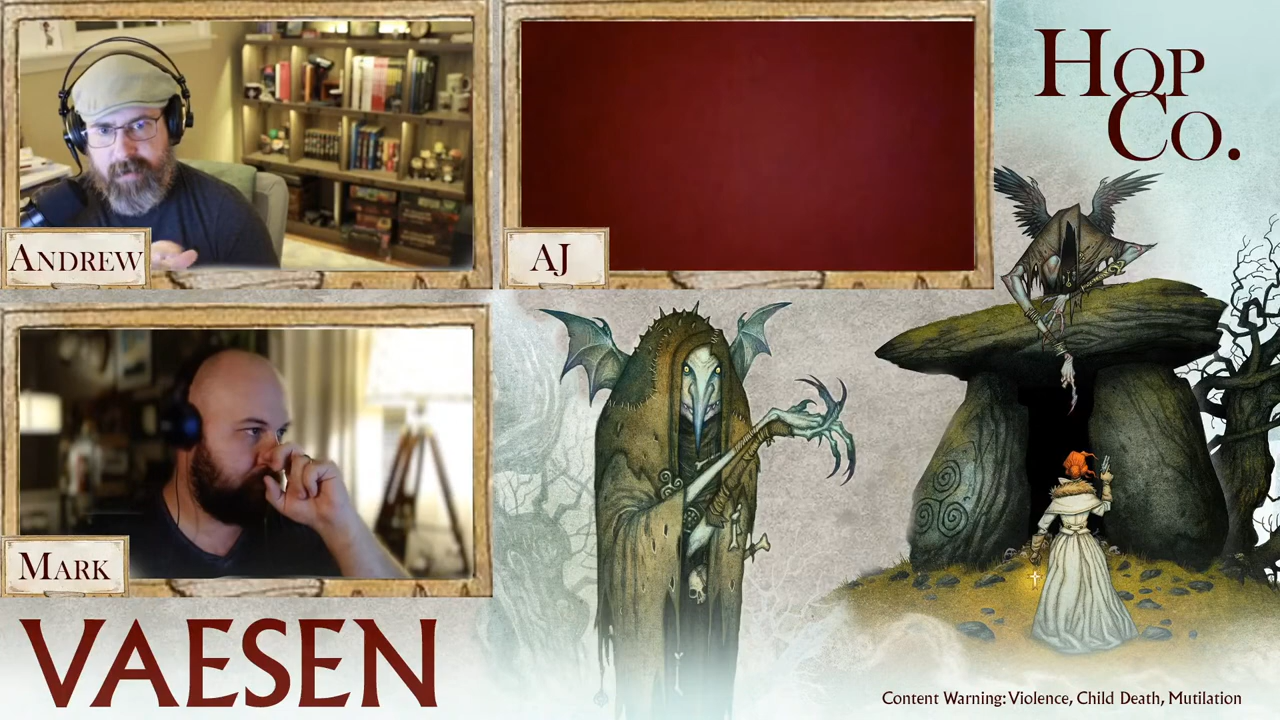 Hop
Co.
Andrew
AJ
Mark
VAESEN
Content Warning: Violence, Child Death, Mutilation